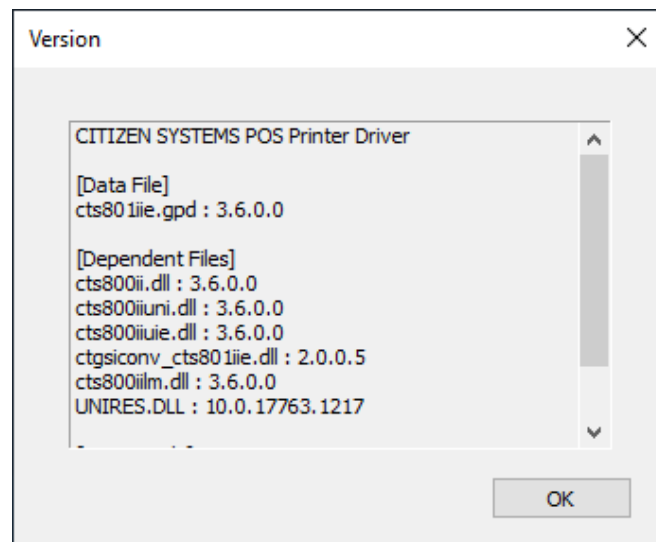 Version
CITIZEN SYSTEMS POS Printer Driver
[Data File]
cts801iie.gpd : 3.6.0.0
[Dependent Files]
cts800ii.dll : 3.6.0.0
cts800iiuni.dll : 3.6.0.0
cts800iiuie.dll : 3.6.0.0
ctgsiconv_cts801iie.dll : 2.0.0.5
cts800iilm.dll : 3.6.0.0
UNIRES.DLL : 10.0.17763.1217
OK